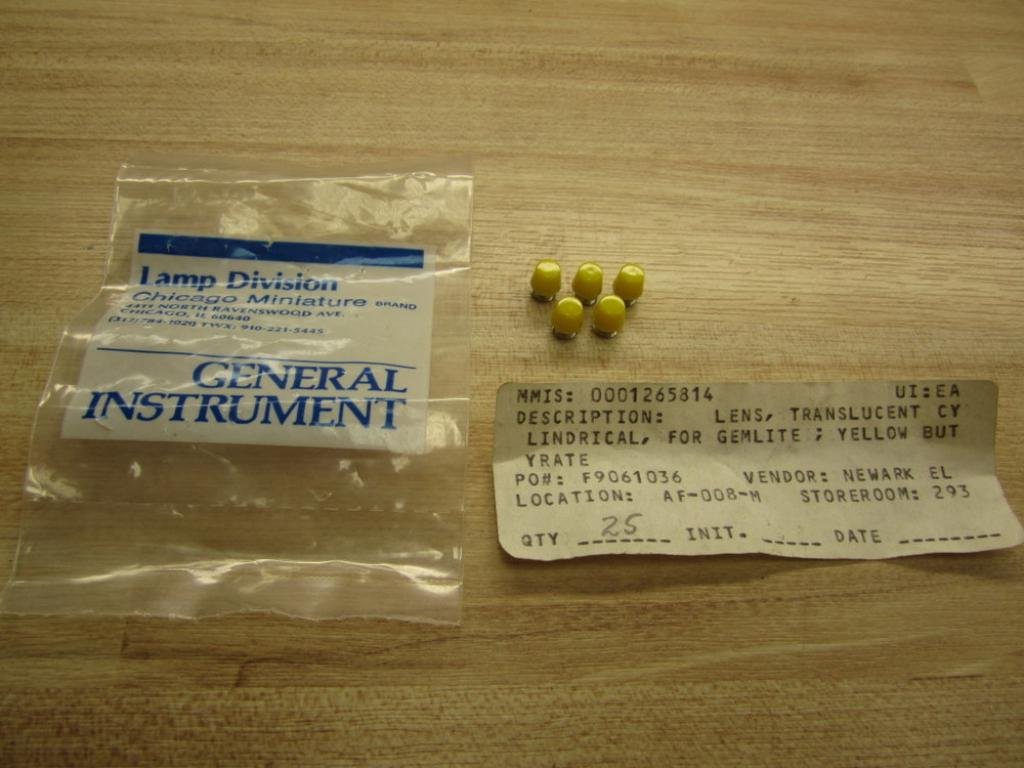 Lamp Division
Chicago Miniature BRAND
4433 NORTH RAVENSWOOD AVE.
CHICAGO, IL 60640
(312) 784-1020 TWX: 910-221-5445
GENERAL
INSTRUMENT
MMIS: 0001265814 UI:EA
DESCRIPTION: LENS, TRANSLUCENT CY
LINDRICAL, FOR GEMLITE ; YELLOW BUT
YRATE
PO#: F9061036 VENDOR: NEWARK EL
LOCATION: AF-008-M STOREROOM: 293
QTY 25 INIT. _____ DATE ________